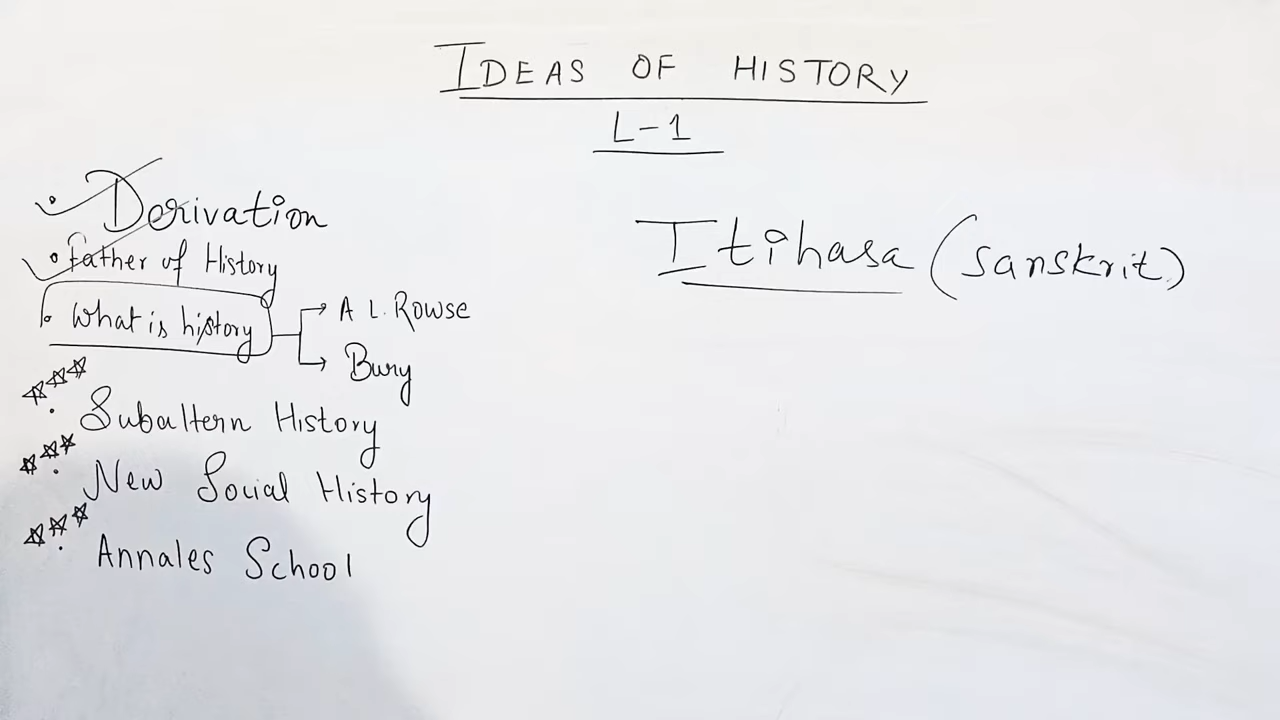 IDEAS OF HISTORY
L-1
Derivation
Father of History
What is history
A L. Rowse
Bury
Subaltern History
New Social History
Annales School
Itihasa (Sanskrit)